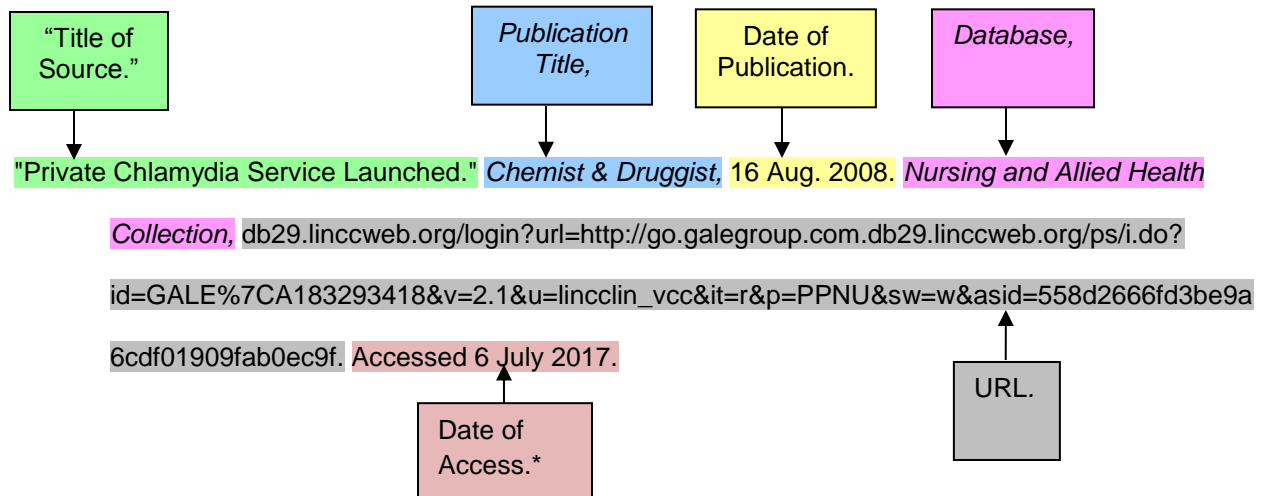 “Title of
Source.”
Publication
Title,
Date of
Publication.
Database,
"Private Chlamydia Service Launched." Chemist & Druggist, 16 Aug. 2008. Nursing and Allied Health
Collection, db29.linccweb.org/login?url=http://go.galegroup.com.db29.linccweb.org/ps/i.do?
id=GALE%7CA183293418&v=2.1&u=lincclin_vcc&it=r&p=PPNU&sw=w&asid=558d2666fd3be9a
6cdf01909fab0ec9f. Accessed 6 July 2017.
Date of
Access.*
URL.